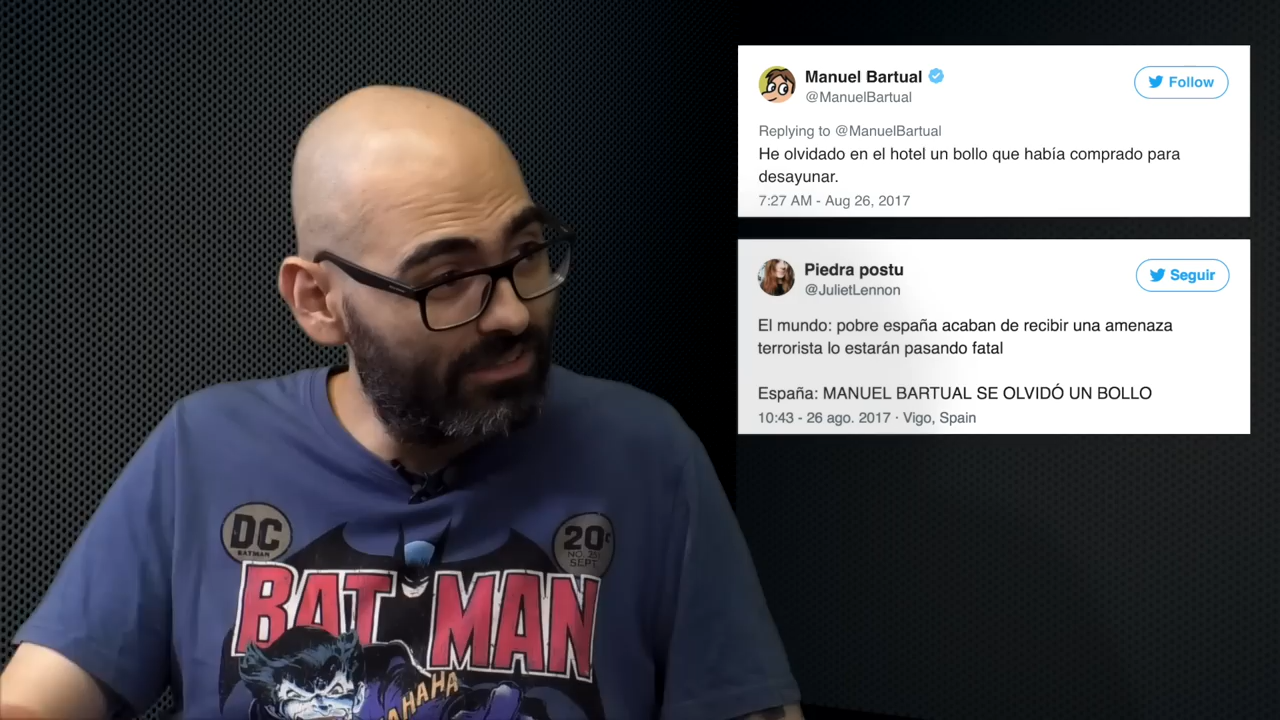 Manuel Bartual
@ManuelBartual
Follow
Replying to @ManuelBartual
He olvidado en el hotel un bollo que había comprado para
desayunar.
7:27 AM - Aug 26, 2017
Piedra postu
@JulietLennon
Seguir
El mundo: pobre españa acaban de recibir una amenaza
terrorista lo estarán pasando fatal
España: MANUEL BARTUAL SE OLVIDÓ UN BOLLO
10:43 - 26 ago. 2017 · Vigo, Spain
DC
BATMAN
20¢
SEPT.
BATMAN
HAHAHA